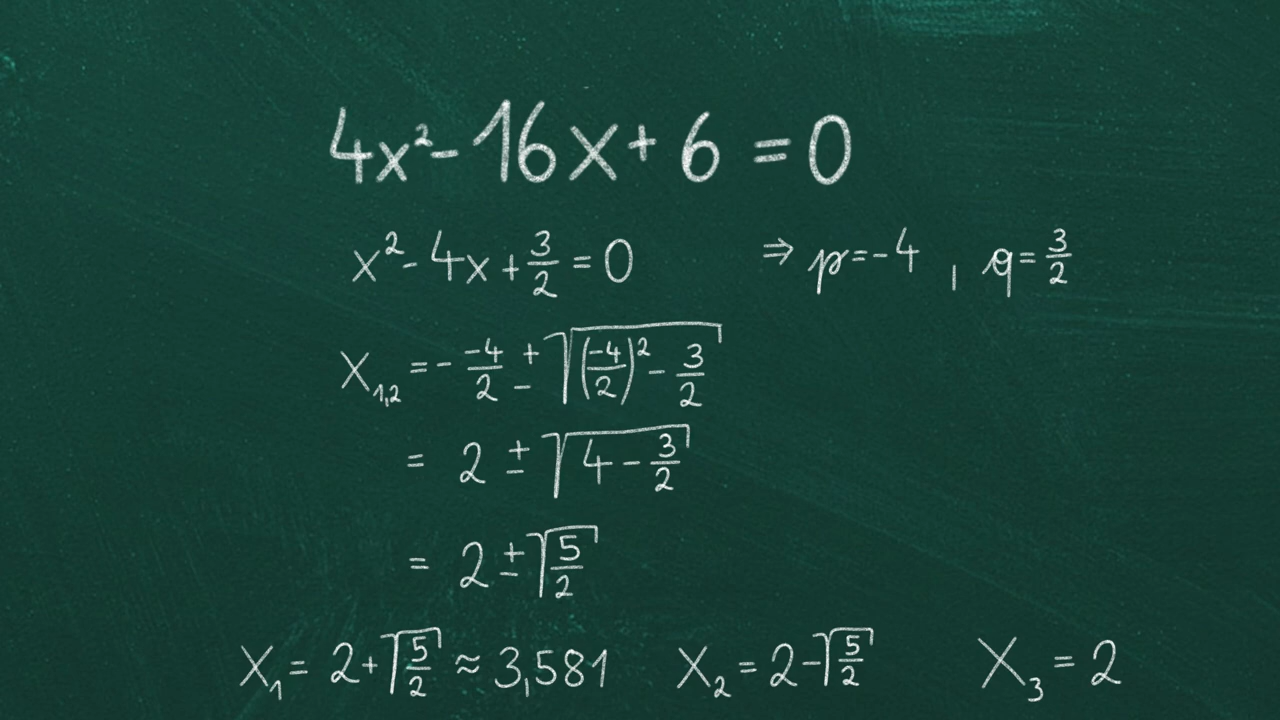 4x² - 16x + 6 = 0
x² - 4x + 3/2 = 0 ⇒ p = -4 , q = 3/2
X₁,₂ = - -4/2 ± √((-4/2)² - 3/2)
= 2 ± √(4 - 3/2)
= 2 ± √(5/2)
X₁ = 2 + √(5/2) ≈ 3,581 X₂ = 2 - √(5/2) X₃ = 2